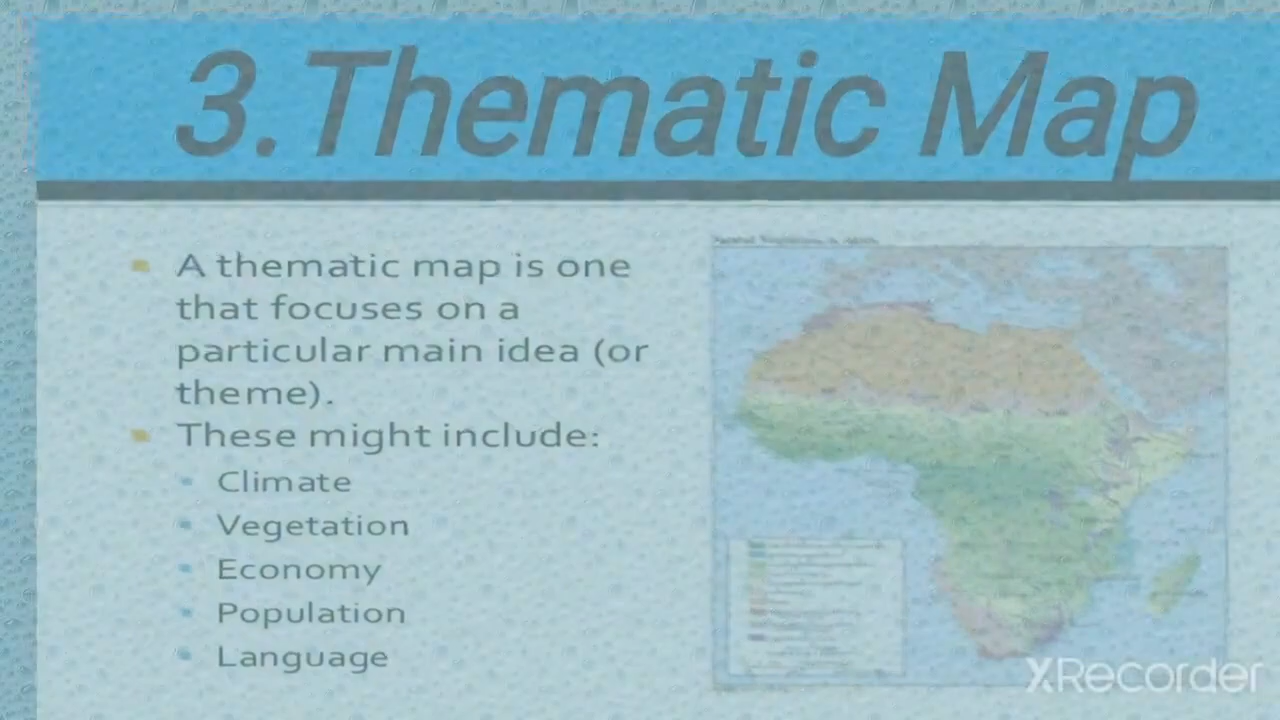 3. Thematic Map
A thematic map is one
that focuses on a
particular main idea (or
theme).
These might include:
Climate
Vegetation
Economy
Population
Language
XRecorder